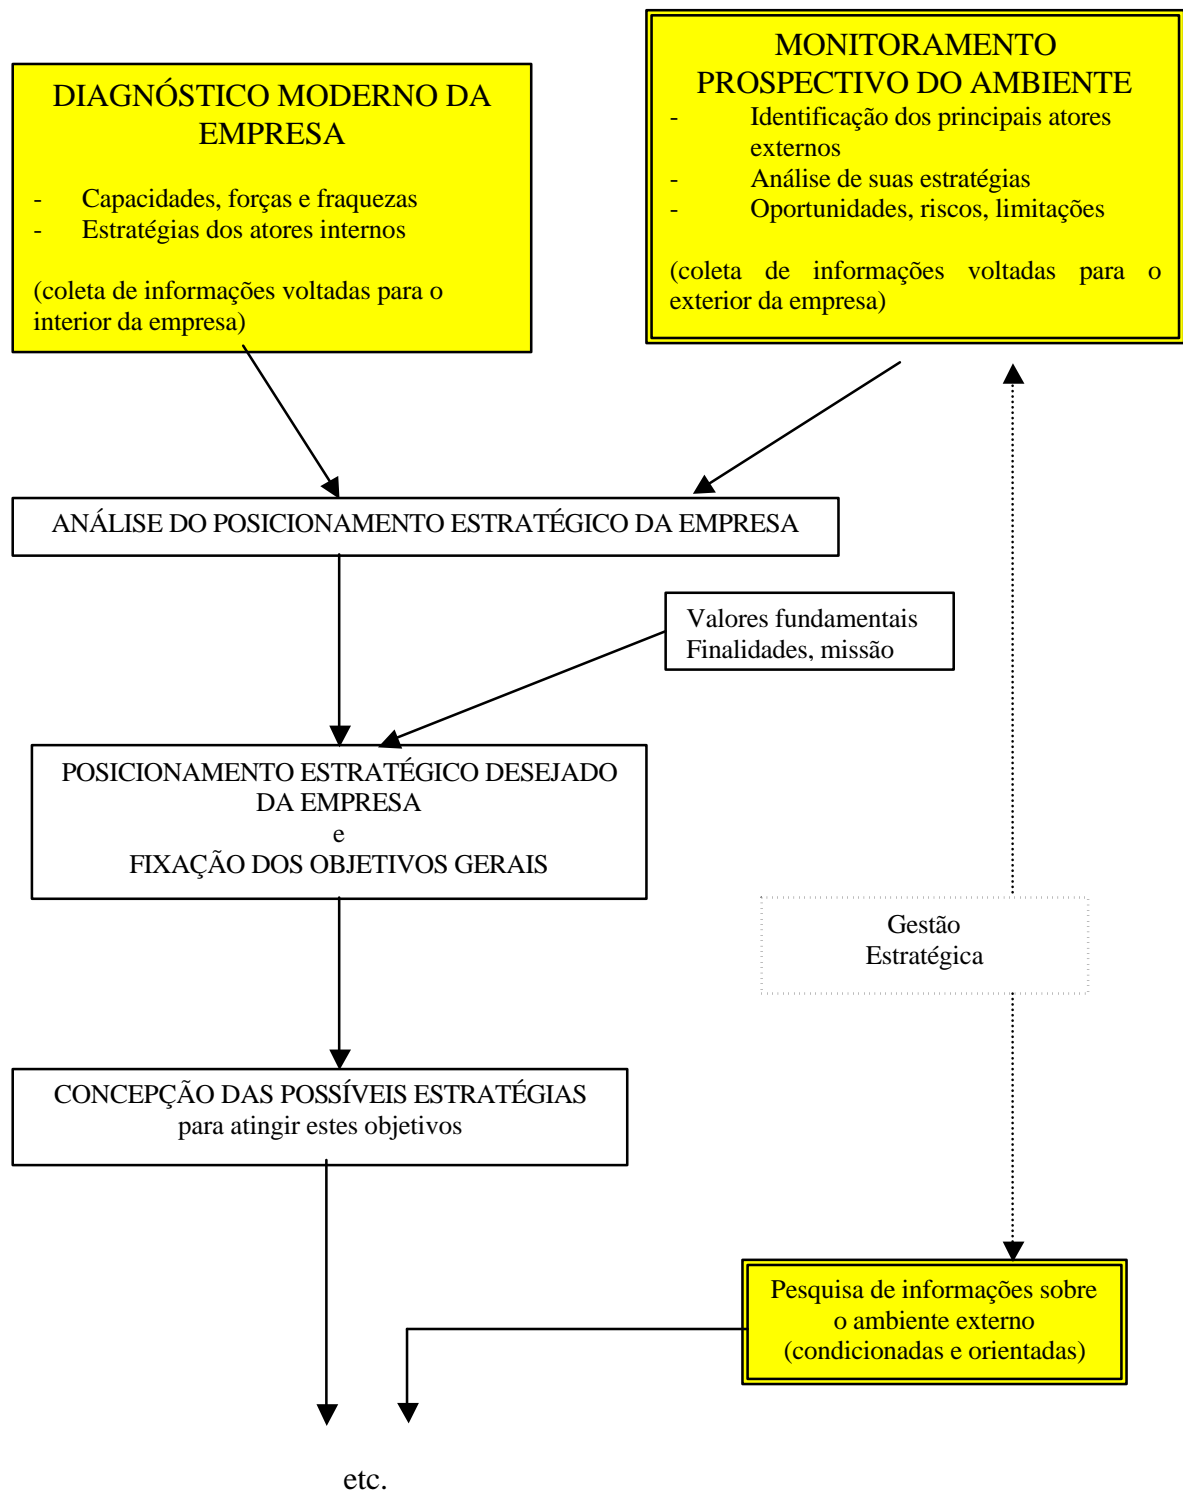 DIAGNÓSTICO MODERNO DA
EMPRESA
- Capacidades, forças e fraquezas
- Estratégias dos atores internos
(coleta de informações voltadas para o
interior da empresa)
MONITORAMENTO
PROSPECTIVO DO AMBIENTE
- Identificação dos principais atores
externos
- Análise de suas estratégias
- Oportunidades, riscos, limitações
(coleta de informações voltadas para o
exterior da empresa)
ANÁLISE DO POSICIONAMENTO ESTRATÉGICO DA EMPRESA
Valores fundamentais
Finalidades, missão
POSICIONAMENTO ESTRATÉGICO DESEJADO
DA EMPRESA
e
FIXAÇÃO DOS OBJETIVOS GERAIS
Gestão
Estratégica
CONCEPÇÃO DAS POSSÍVEIS ESTRATÉGIAS
para atingir estes objetivos
Pesquisa de informações sobre
o ambiente externo
(condicionadas e orientadas)
etc.